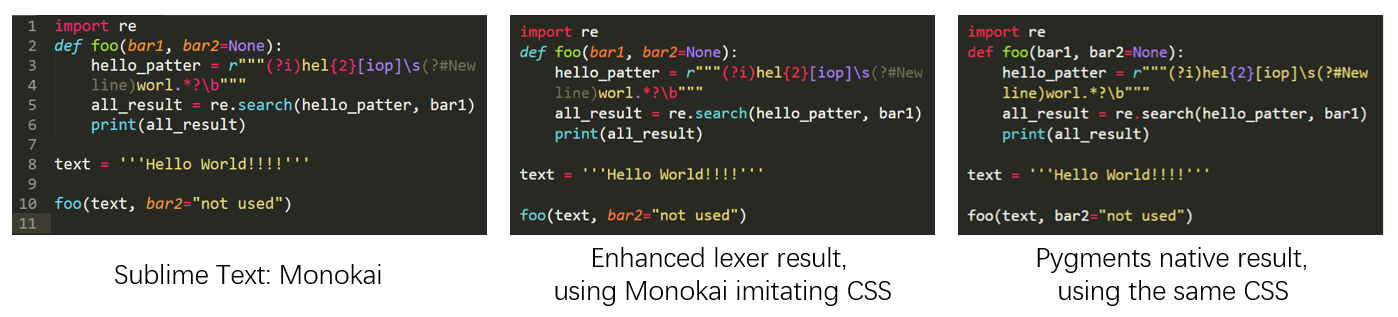 1 import re
2 def foo(bar1, bar2=None):
3     hello_patter = r"""(?i)hel{2}[iop]\s(?#New
4     line)worl.*?\b"""
5     all_result = re.search(hello_patter, bar1)
6     print(all_result)
7
8 text = '''Hello World!!!!'''
9
10 foo(text, bar2="not used")
11
Sublime Text: Monokai
import re
def foo(bar1, bar2=None):
    hello_patter = r"""(?i)hel{2}[iop]\s(?#New
    line)worl.*?\b"""
    all_result = re.search(hello_patter, bar1)
    print(all_result)
text = '''Hello World!!!!'''
foo(text, bar2="not used")
Enhanced lexer result,
using Monokai imitating CSS
import re
def foo(bar1, bar2=None):
    hello_patter = r"""(?i)hel{2}[iop]\s(?#New
    line)worl.*?\b"""
    all_result = re.search(hello_patter, bar1)
    print(all_result)
text = '''Hello World!!!!'''
foo(text, bar2="not used")
Pygments native result,
using the same CSS